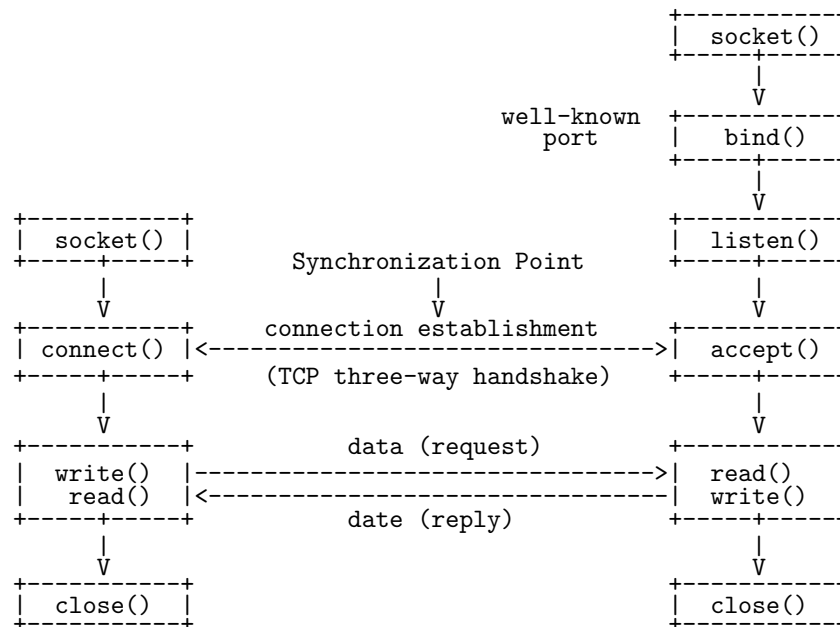 socket()
well-known
port
bind()
socket()
listen()
Synchronization Point
connection establishment
connect()
accept()
(TCP three-way handshake)
data (request)
write()
read()
read()
write()
date (reply)
close()
close()